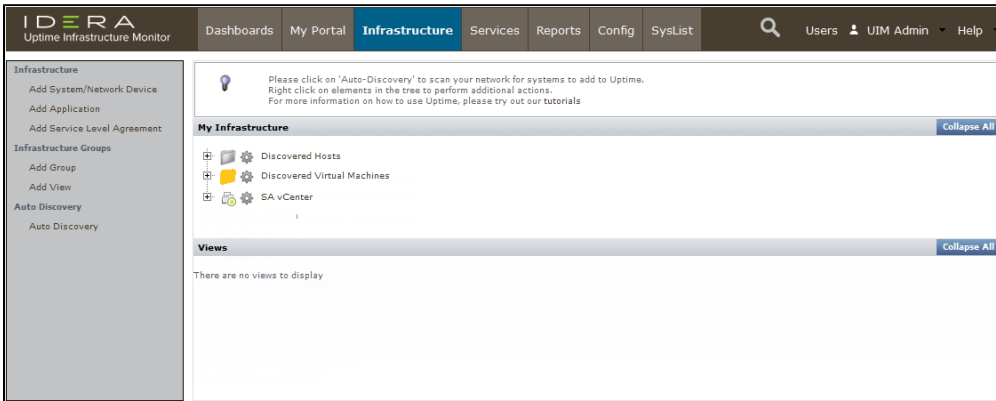 IDERA
Uptime Infrastructure Monitor
Dashboards My Portal Infrastructure Services Reports Config SysList Users UIM Admin Help
Infrastructure
Add System/Network Device
Add Application
Add Service Level Agreement
Infrastructure Groups
Add Group
Add View
Auto Discovery
Auto Discovery
Please click on 'Auto-Discovery' to scan your network for systems to add to Uptime.
Right click on elements in the tree to perform additional actions.
For more information on how to use Uptime, please try out our tutorials
My Infrastructure Collapse All
Discovered Hosts
Discovered Virtual Machines
SA vCenter
Views Collapse All
There are no views to display